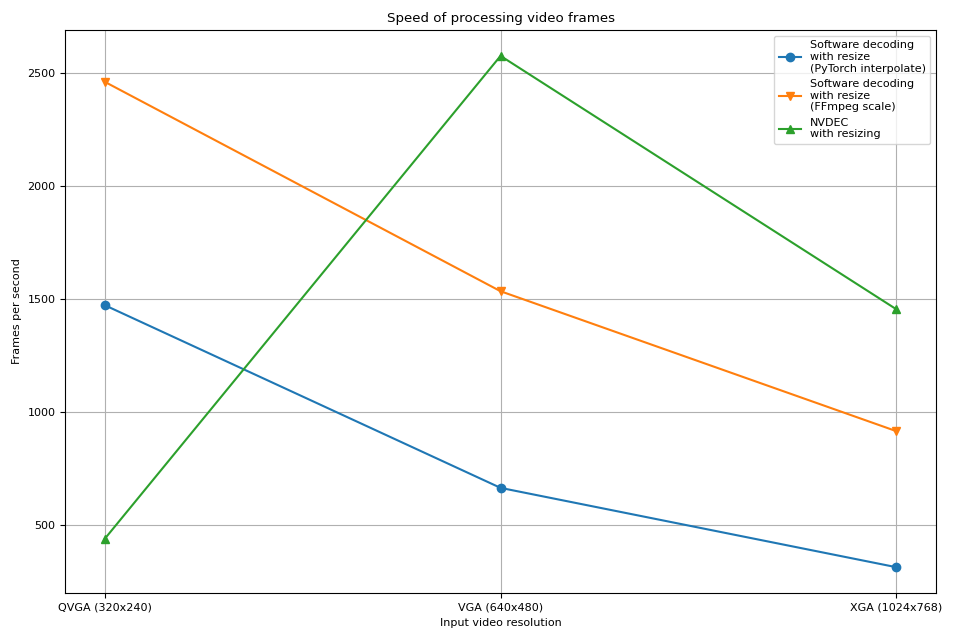 Speed of processing video frames
Software decoding
with resize
(PyTorch interpolate)
Software decoding
with resize
(FFmpeg scale)
NVDEC
with resizing
Frames per second
2500
2000
1500
1000
500
QVGA (320x240)
VGA (640x480)
XGA (1024x768)
Input video resolution